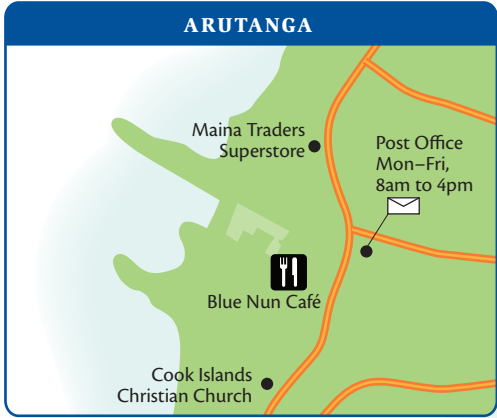 ARUTANGA
Maina Traders
Superstore
Post Office
Mon–Fri,
8am to 4pm
Blue Nun Café
Cook Islands
Christian Church